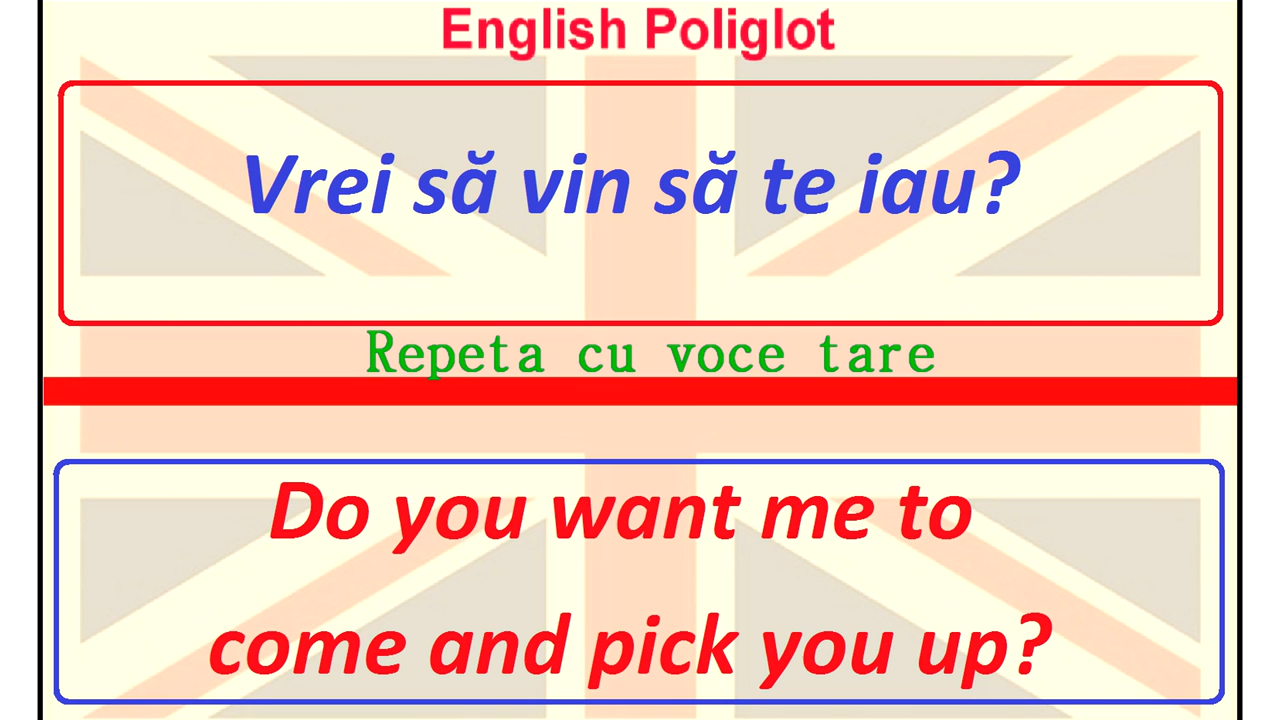 English Poliglot
Vrei să vin să te iau?
Repeta cu voce tare
Do you want me to
come and pick you up?